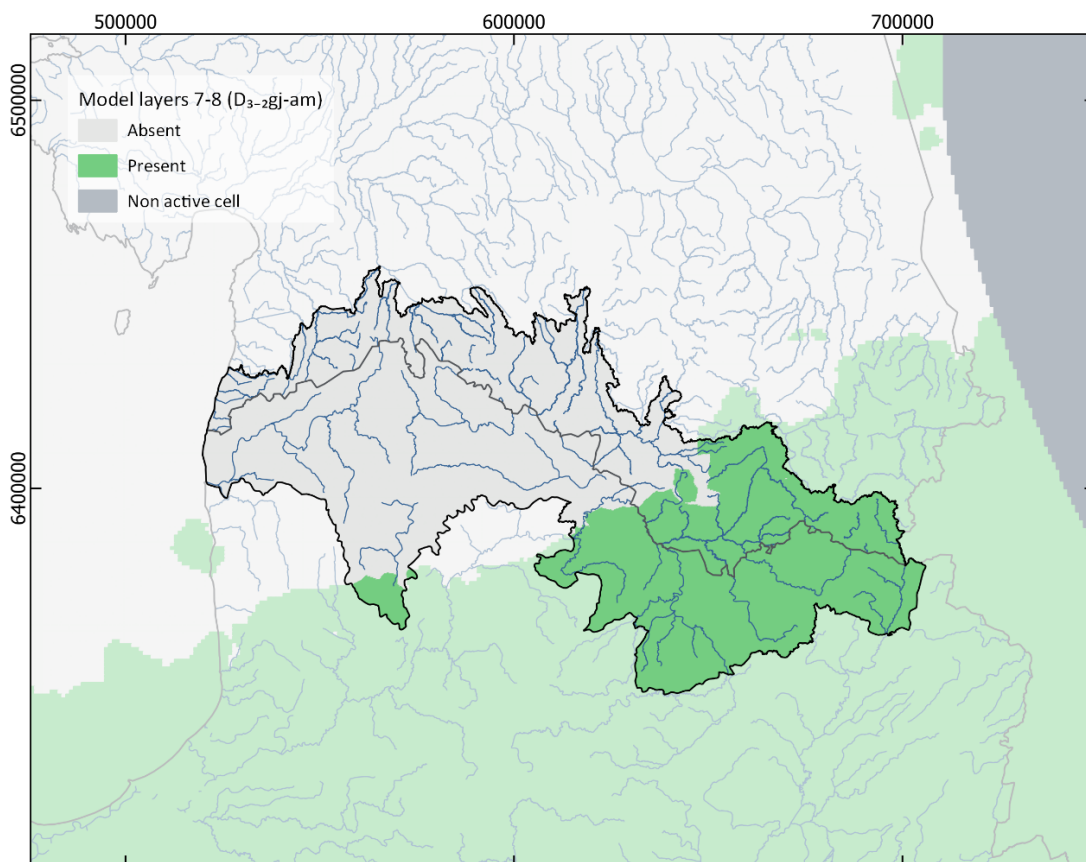 500000 600000 700000
6500000
Model layers 7-8 (D₃₋₂gj-am)
Absent
Present
Non active cell
6400000